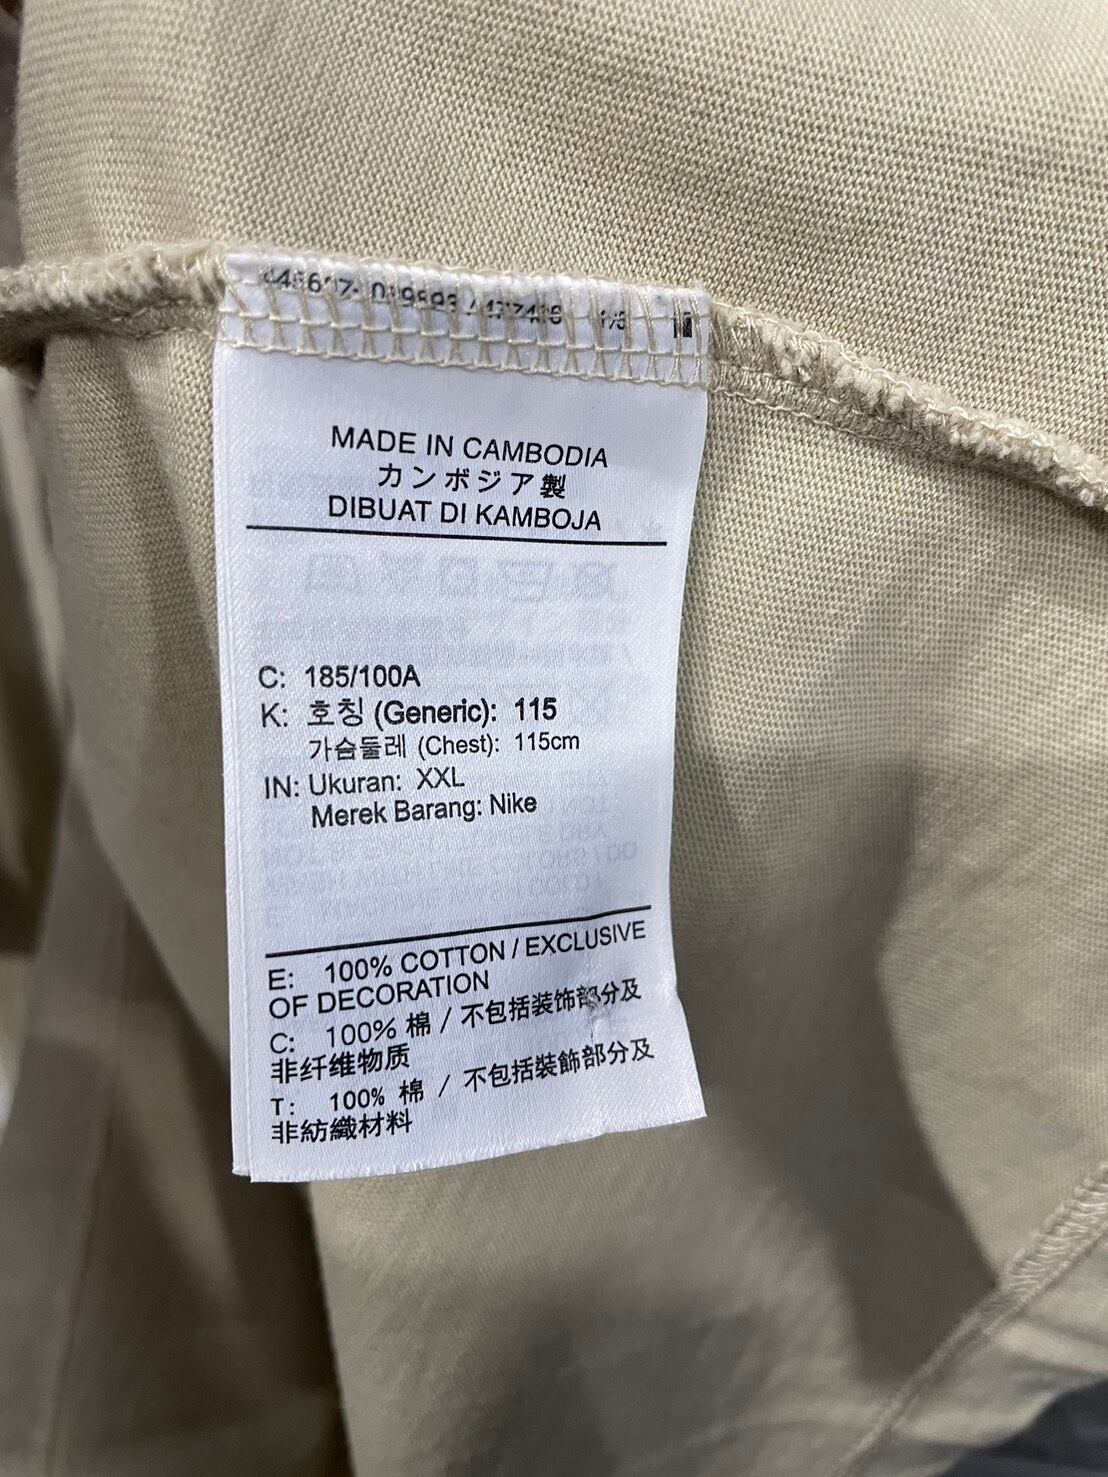 MADE IN CAMBODIA
カンボジア製
DIBUAT DI KAMBOJA
C: 185/100A
K: 호칭 (Generic): 115
가슴둘레 (Chest): 115cm
IN: Ukuran: XXL
Merek Barang: Nike
E: 100% COTTON / EXCLUSIVE
OF DECORATION
C: 100% 棉 / 不包括装饰部分及
非纤维物质
T: 100% 棉 / 不包括裝飾部分及
非紡織材料